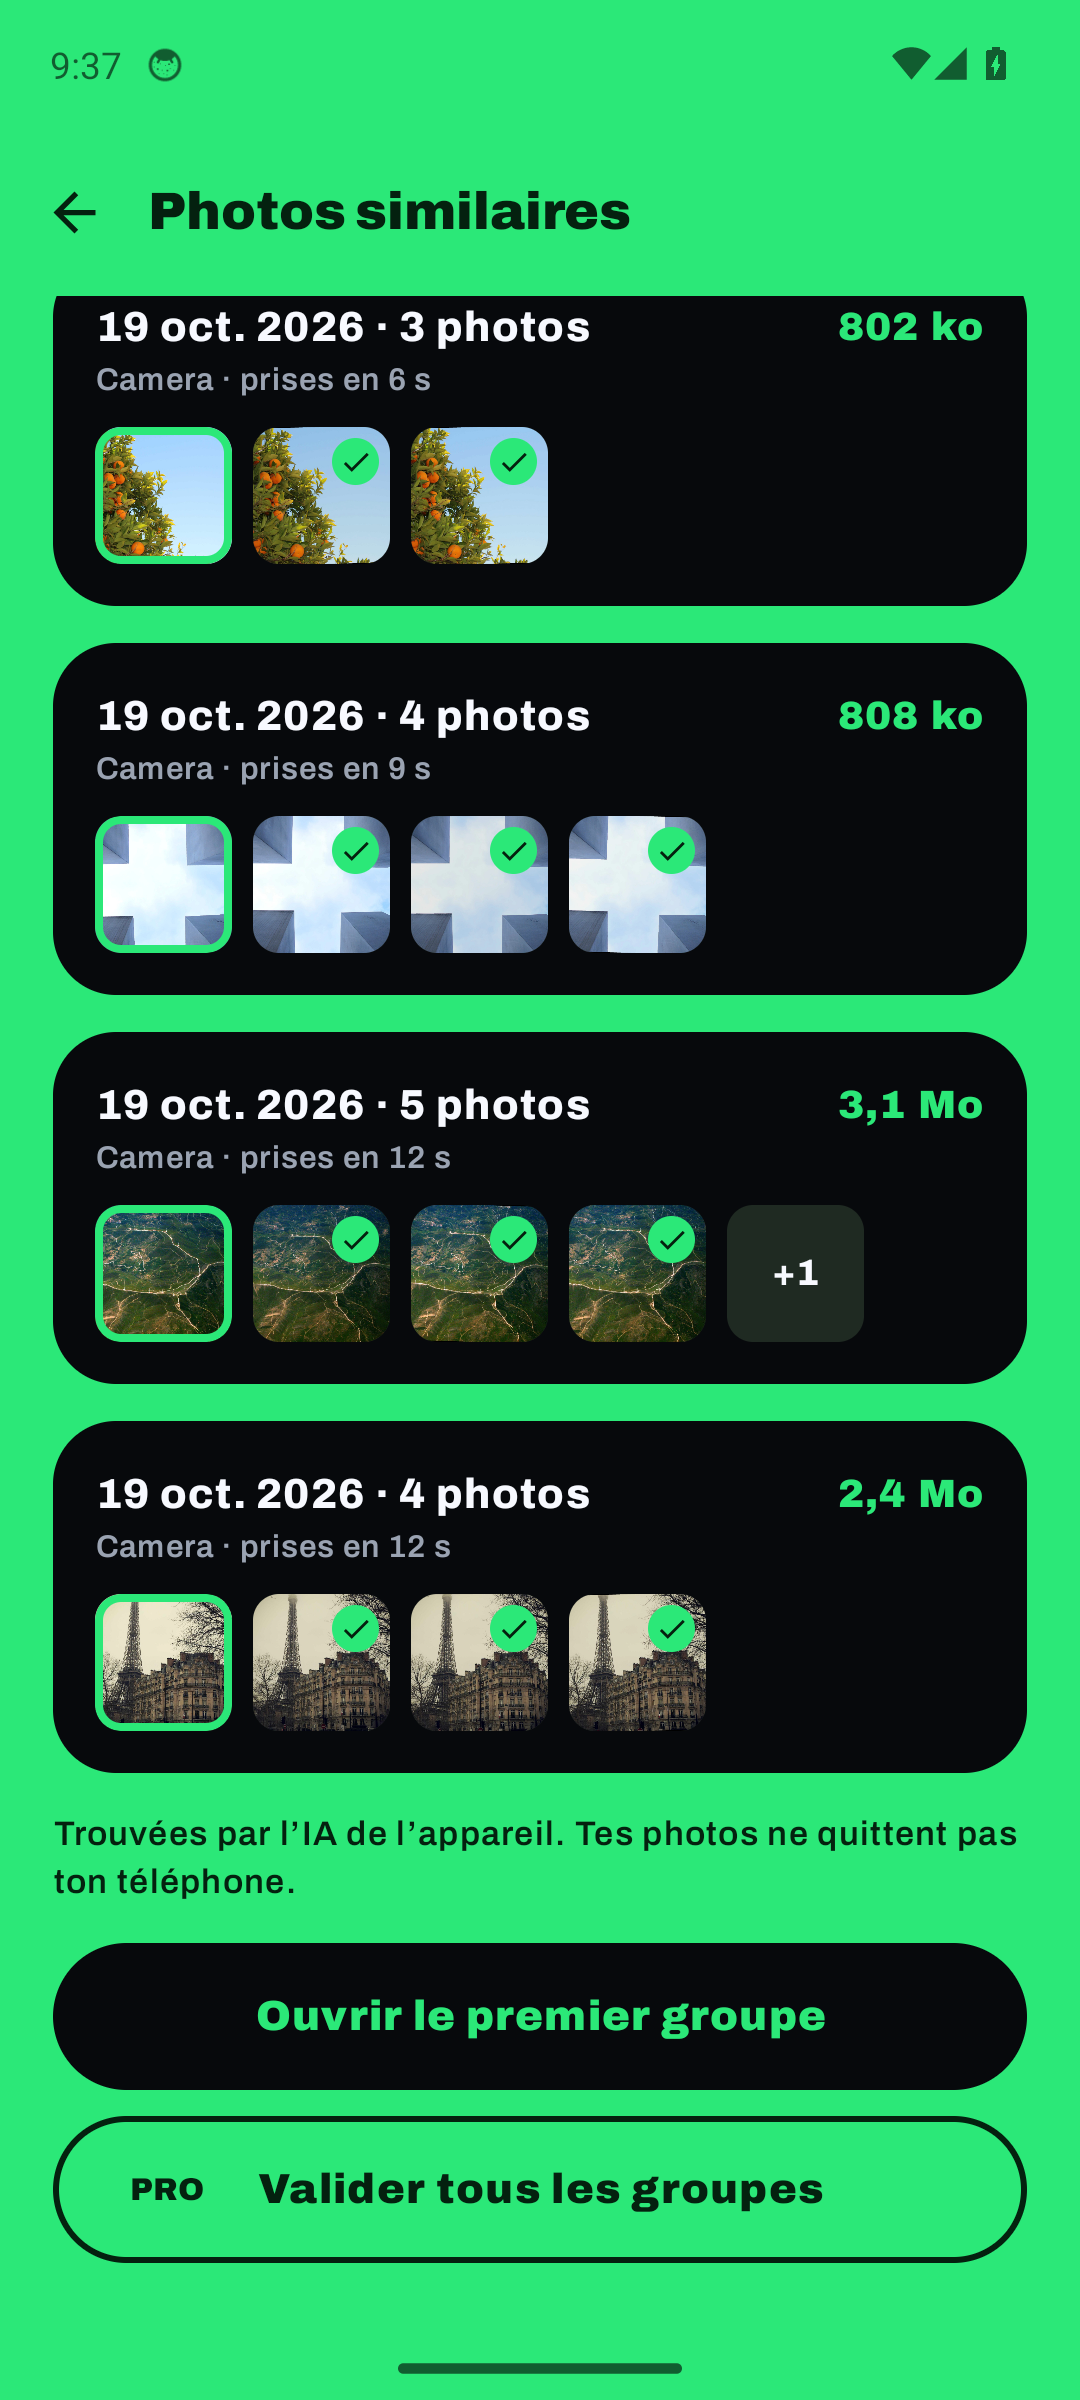 9:37
Photos similaires
19 oct. 2026 · 3 photos
802 ko
Camera · prises en 6 s
19 oct. 2026 · 4 photos
808 ko
Camera · prises en 9 s
19 oct. 2026 · 5 photos
3,1 Mo
Camera · prises en 12 s
+1
19 oct. 2026 · 4 photos
2,4 Mo
Camera · prises en 12 s
Trouvées par l’IA de l’appareil. Tes photos ne quittent pas
ton téléphone.
Ouvrir le premier groupe
PRO Valider tous les groupes